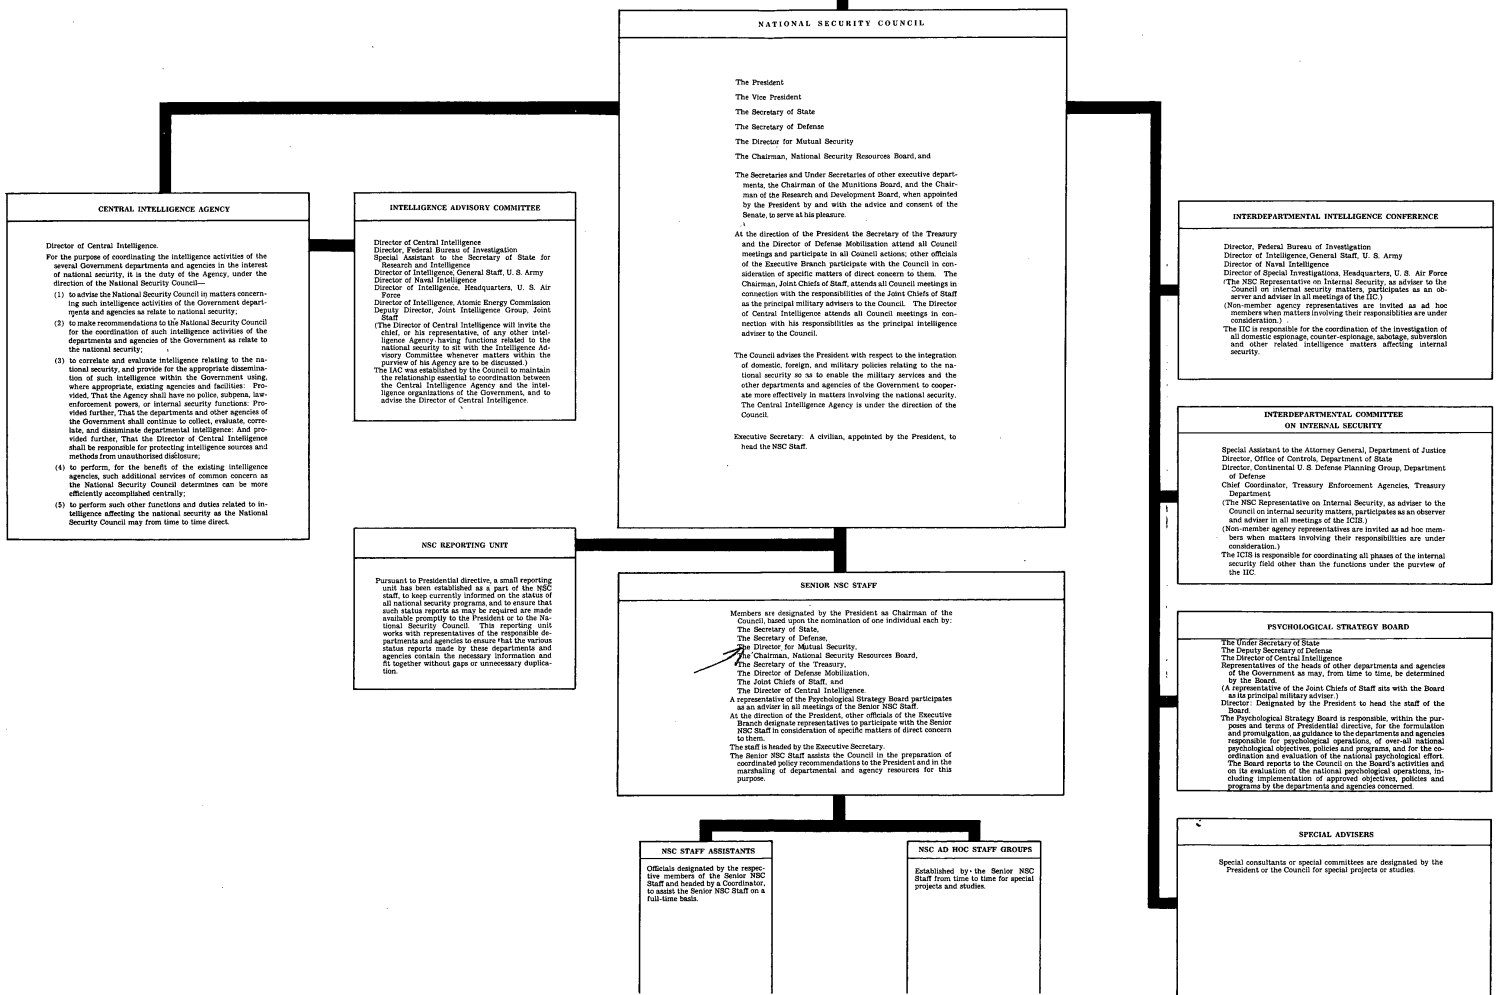 NATIONAL SECURITY COUNCIL
The President
The Vice President
The Secretary of State
The Secretary of Defense
The Director for Mutual Security
The Chairman, National Security Resources Board, and
The Secretaries and Under Secretaries of other executive depart-
ments, the Chairman of the Munitions Board, and the Chair-
man of the Research and Development Board, when appointed
by the President by and with the advice and consent of the
Senate, to serve at his pleasure.
At the direction of the President the Secretary of the Treasury
and the Director of Defense Mobilization attend all Council
meetings and participate in all Council actions; other officials
of the Executive Branch participate with the Council in con-
sideration of specific matters of direct concern to them. The
Chairman, Joint Chiefs of Staff, attends all Council meetings in
connection with the responsibilities of the Joint Chiefs of Staff
as the principal military advisers to the Council. The Director
of Central Intelligence attends all Council meetings in con-
nection with his responsibilities as the principal intelligence
adviser to the Council.
The Council advises the President with respect to the integration
of domestic, foreign, and military policies relating to the na-
tional security so as to enable the military services and the
other departments and agencies of the Government to cooper-
ate more effectively in matters involving the national security.
The Central Intelligence Agency is under the direction of the
Council.
Executive Secretary: A civilian, appointed by the President, to
head the NSC Staff.
CENTRAL INTELLIGENCE AGENCY
Director of Central Intelligence.
For the purpose of coordinating the intelligence activities of the
several Government departments and agencies in the interest
of national security, it is the duty of the Agency, under the
direction of the National Security Council—
(1) to advise the National Security Council in matters concern-
ing such intelligence activities of the Government depart-
ments and agencies as relate to national security;
(2) to make recommendations to the National Security Council
for the coordination of such intelligence activities of the
departments and agencies of the Government as relate to
the national security;
(3) to correlate and evaluate intelligence relating to the na-
tional security, and provide for the appropriate dissemina-
tion of such intelligence within the Government using,
where appropriate, existing agencies and facilities: Pro-
vided, That the Agency shall have no police, subpena, law-
enforcement powers, or internal security functions: Pro-
vided further, That the departments and other agencies of
the Government shall continue to collect, evaluate, corre-
late, and disseminate departmental intelligence: And pro-
vided further, That the Director of Central Intelligence
shall be responsible for protecting intelligence sources and
methods from unauthorized disclosure;
(4) to perform, for the benefit of the existing intelligence
agencies, such additional services of common concern as
the National Security Council determines can be more
efficiently accomplished centrally;
(5) to perform such other functions and duties related to in-
telligence affecting the national security as the National
Security Council may from time to time direct.
INTELLIGENCE ADVISORY COMMITTEE
Director of Central Intelligence
Director, Federal Bureau of Investigation
Special Assistant to the Secretary of State for
Research and Intelligence
Director of Intelligence, General Staff, U. S. Army
Director of Naval Intelligence
Director of Intelligence, Headquarters, U. S. Air
Force
Director of Intelligence, Atomic Energy Commission
Deputy Director, Joint Intelligence Group, Joint
Staff
(The Director of Central Intelligence will invite the
chief, or his representative, of any other intel-
ligence Agency having functions related to the
national security to sit with the Intelligence Ad-
visory Committee whenever matters within the
purview of his Agency are to be discussed.)
The IAC was established by the Council to maintain
the relationship essential to coordination between
the Central Intelligence Agency and the intel-
ligence organizations of the Government, and to
advise the Director of Central Intelligence.
NSC REPORTING UNIT
Pursuant to Presidential directive, a small reporting
unit has been established as a part of the NSC
staff, to keep currently informed on the status of
all national security programs, and to ensure that
such status reports as may be required are made
available promptly to the President or to the Na-
tional Security Council. This reporting unit
works with representatives of the responsible de-
partments and agencies to ensure that the various
status reports made by these departments and
agencies contain the necessary information and
fit together without gaps or unnecessary duplica-
tion.
SENIOR NSC STAFF
Members are designated by the President as Chairman of the
Council, based upon the nomination of one individual each by:
The Secretary of State,
The Secretary of Defense,
The Director for Mutual Security,
The Chairman, National Security Resources Board,
The Secretary of the Treasury,
The Director of Defense Mobilization,
The Joint Chiefs of Staff, and
The Director of Central Intelligence.
A representative of the Psychological Strategy Board participates
as an adviser in all meetings of the Senior NSC Staff.
At the direction of the President, other officials of the Executive
Branch designate representatives to participate with the Senior
NSC Staff in consideration of specific matters of direct concern
to them.
The staff is headed by the Executive Secretary.
The Senior NSC Staff assists the Council in the preparation of
coordinated policy recommendations to the President and in the
marshaling of departmental and agency resources for this
purpose.
NSC STAFF ASSISTANTS
Officials designated by the respec-
tive members of the Senior NSC
Staff and headed by a Coordinator,
to assist the Senior NSC Staff on a
full-time basis.
NSC AD HOC STAFF GROUPS
Established by the Senior NSC
Staff from time to time for special
projects and studies.
INTERDEPARTMENTAL INTELLIGENCE CONFERENCE
Director, Federal Bureau of Investigation
Director of Intelligence, General Staff, U. S. Army
Director of Naval Intelligence
Director of Special Investigations, Headquarters, U. S. Air Force
(The NSC Representative on Internal Security, as adviser to the
Council on internal security matters, participates as an ob-
server and adviser in all meetings of the IIC.)
(Non-member agency representatives are invited as ad hoc
members when matters involving their responsiblities are under
consideration.)
The IIC is responsible for the coordination of the investigation of
all domestic espionage, counter-espionage, sabotage, subversion
and other related intelligence matters affecting internal
security.
INTERDEPARTMENTAL COMMITTEE
ON INTERNAL SECURITY
Special Assistant to the Attorney General, Department of Justice
Director, Office of Controls, Department of State
Director, Continental U. S. Defense Planning Group, Department
of Defense
Chief Coordinator, Treasury Enforcement Agencies, Treasury
Department
(The NSC Representative on Internal Security, as adviser to the
Council on internal security matters, participates as an observer
and adviser in all meetings of the ICIS.)
(Non-member agency representatives are invited as ad hoc mem-
bers when matters involving their responsibilities are under
consideration.)
The ICIS is responsible for coordinating all phases of the internal
security field other than the functions under the purview of
the IIC.
PSYCHOLOGICAL STRATEGY BOARD
The Under Secretary of State
The Deputy Secretary of Defense
The Director of Central Intelligence
Representatives of the heads of other departments and agencies
of the Government as may, from time to time, be determined
by the Board.
(A representative of the Joint Chiefs of Staff sits with the Board
as its principal military adviser.)
Director: Designated by the President to head the staff of the
Board.
The Psychological Strategy Board is responsible, within the pur-
poses and terms of Presidential directive, for the formulation
and promulgation, as guidance to the departments and agencies
responsible for psychological operations, of over-all national
psychological objectives, policies and programs, and for the co-
ordination and evaluation of the national psychological effort.
The Board reports to the Council on the Board's activities and
on its evaluation of the national psychological operations, in-
cluding implementation of approved objectives, policies and
programs by the departments and agencies concerned.
SPECIAL ADVISERS
Special consultants or special committees are designated by the
President or the Council for special projects or studies.